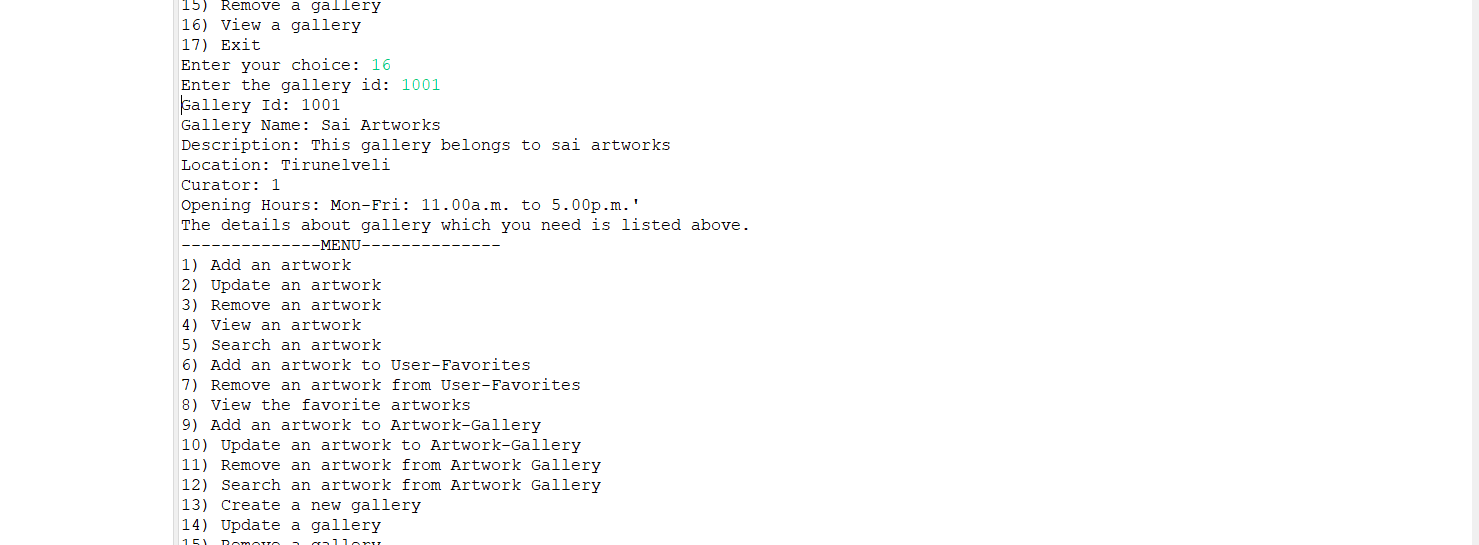 15) Remove a gallery
16) View a gallery
17) Exit
Enter your choice: 16
Enter the gallery id: 1001
Gallery Id: 1001
Gallery Name: Sai Artworks
Description: This gallery belongs to sai artworks
Location: Tirunelveli
Curator: 1
Opening Hours: Mon-Fri: 11.00a.m. to 5.00p.m.'
The details about gallery which you need is listed above.
--------------MENU--------------
1) Add an artwork
2) Update an artwork
3) Remove an artwork
4) View an artwork
5) Search an artwork
6) Add an artwork to User-Favorites
7) Remove an artwork from User-Favorites
8) View the favorite artworks
9) Add an artwork to Artwork-Gallery
10) Update an artwork to Artwork-Gallery
11) Remove an artwork from Artwork Gallery
12) Search an artwork from Artwork Gallery
13) Create a new gallery
14) Update a gallery
15) Remove a gallery